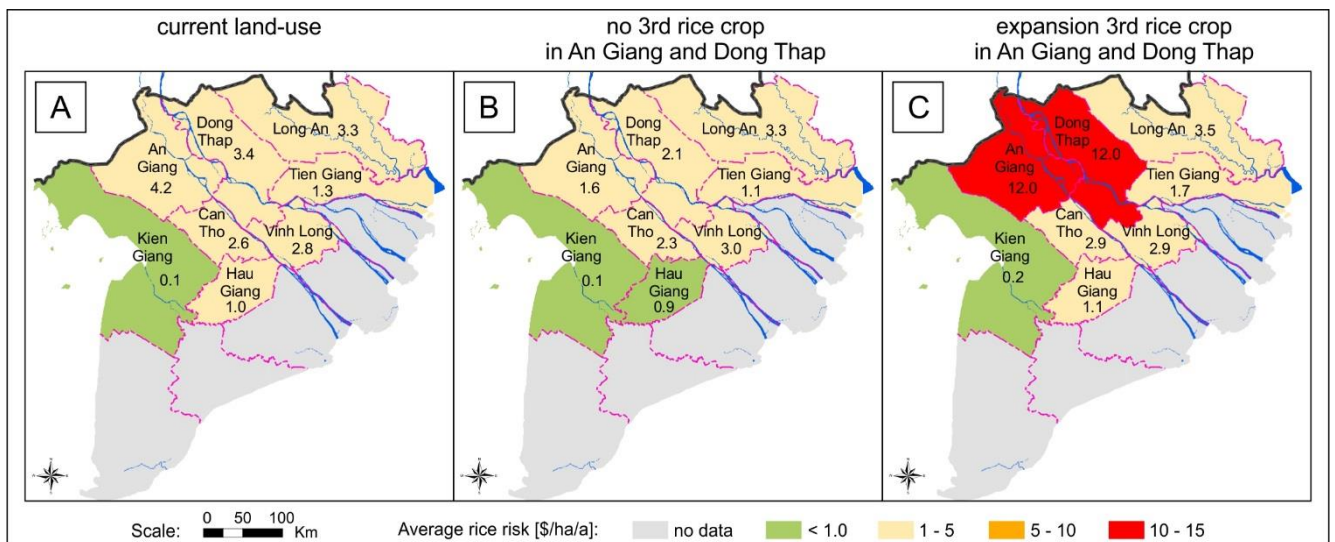 current land-use
no 3rd rice crop
in An Giang and Dong Thap
expansion 3rd rice crop
in An Giang and Dong Thap
A
Dong
Thap
3.4
Long An 3.3
An
Giang
4.2
Tien Giang
1.3
Can
Tho
2.6
Vinh Long
2.8
Kien
Giang
0.1
Hau
Giang
1.0
B
Dong
Thap
2.1
Long An 3.3
An
Giang
1.6
Tien Giang
1.1
Can
Tho
2.3
Vinh Long
3.0
Kien
Giang
0.1
Hau
Giang
0.9
C
Dong
Thap
12.0
Long An 3.5
An
Giang
12.0
Tien Giang
1.7
Can
Tho
2.9
Vinh Long
2.9
Kien
Giang
0.2
Hau
Giang
1.1
Scale: 0 50 100 Km
Average rice risk [$/ha/a]: no data < 1.0 1 - 5 5 - 10 10 - 15